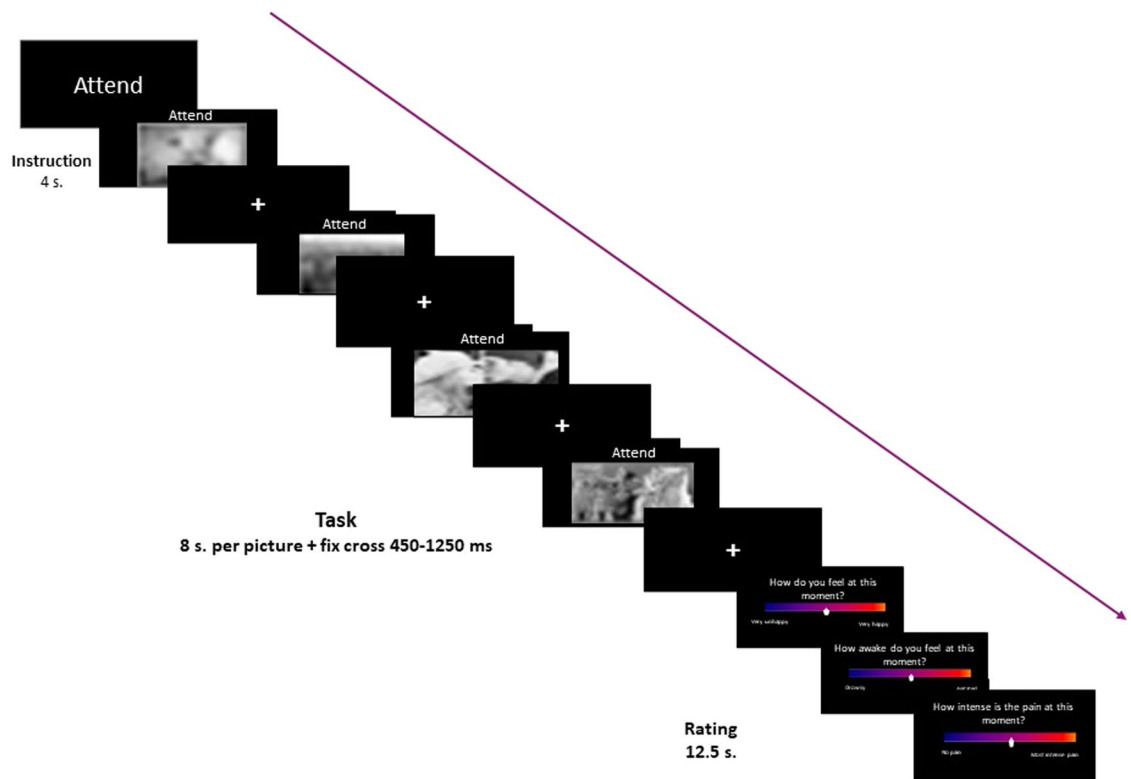 Attend
Attend
Instruction
4 s.
+
Attend
+
Attend
+
Attend
Task
8 s. per picture + fix cross 450-1250 ms
+
How do you feel at this
moment?
Very unhappy Very happy
How awake do you feel at this
moment?
Drowsy
How intense is the pain at this
moment?
No pain Most intense pain
Rating
12.5 s.